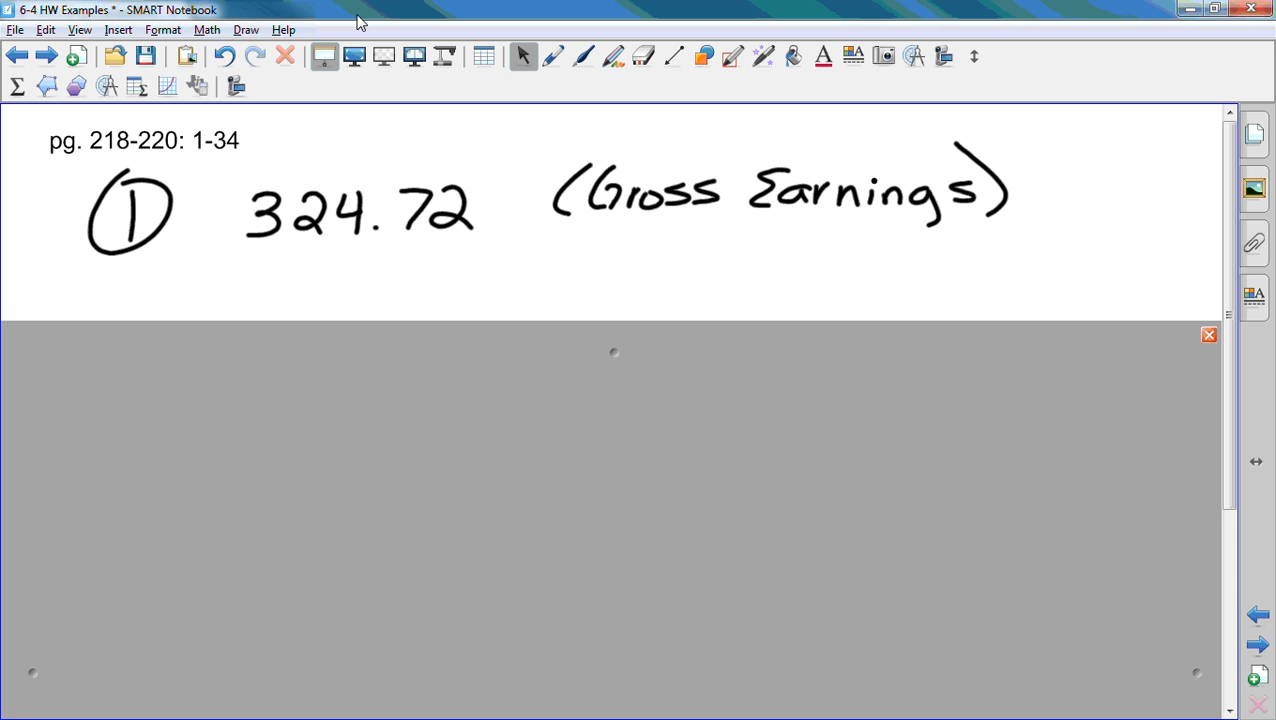 6-4 HW Examples * - SMART Notebook
File Edit View Insert Format Math Draw Help
pg. 218-220: 1-34
1 324.72 (Gross Earnings)